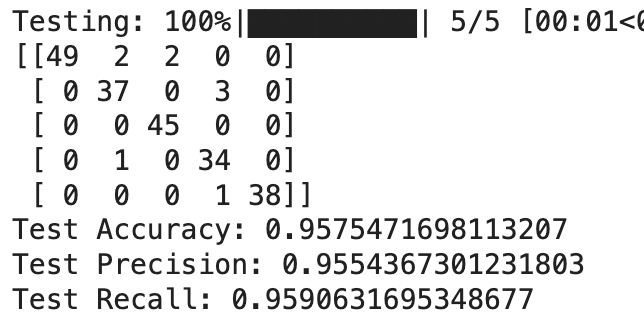 Testing: 100%|██████████| 5/5 [00:01<0
[[49  2  2  0  0]
 [ 0 37  0  3  0]
 [ 0  0 45  0  0]
 [ 0  1  0 34  0]
 [ 0  0  0  1 38]]
Test Accuracy: 0.9575471698113207
Test Precision: 0.9554367301231803
Test Recall: 0.9590631695348677